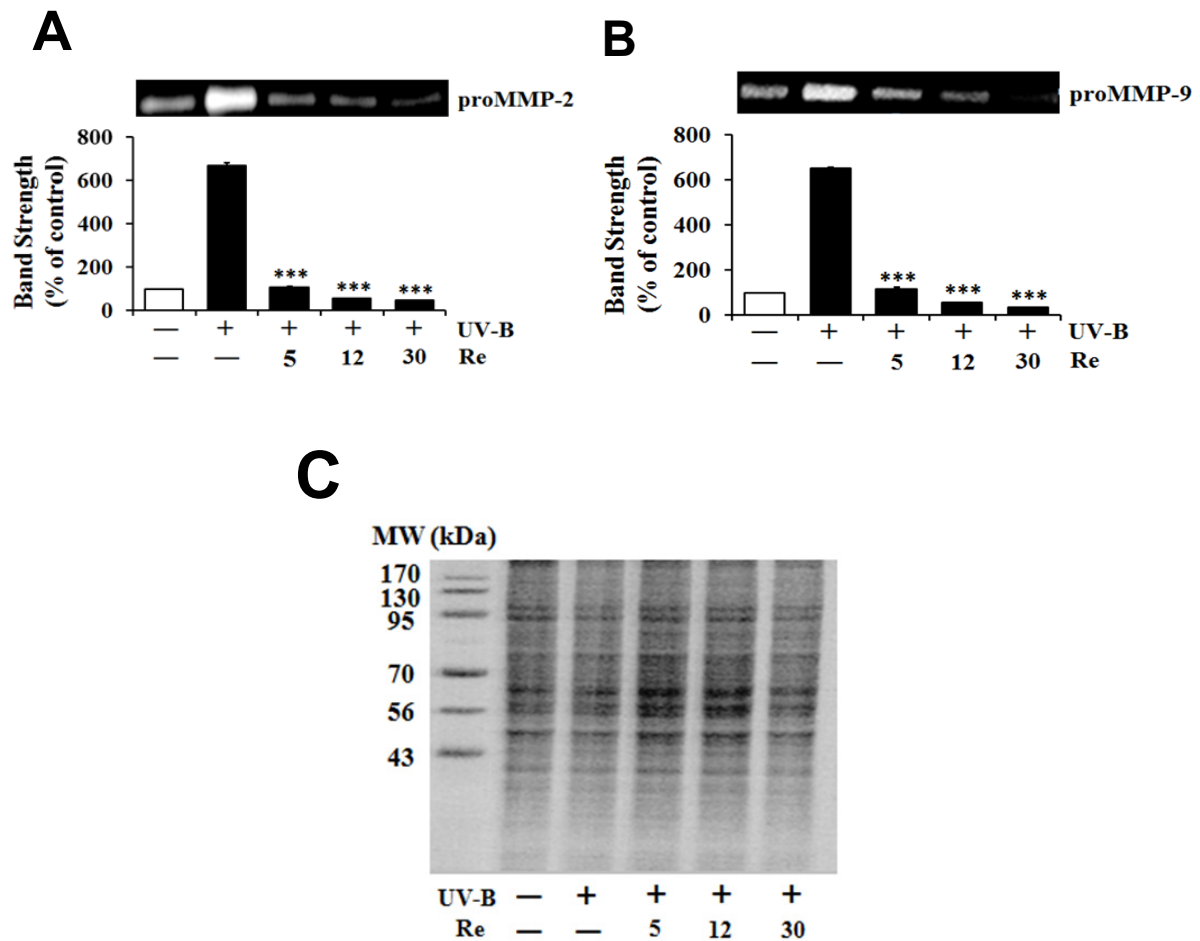 A
proMMP-2
Band Strength
(% of control)
800
600
400
200
0
*** *** ***
— + + + + UV-B
— — 5 12 30 Re
B
proMMP-9
Band Strength
(% of control)
800
600
400
200
0
*** *** ***
— + + + + UV-B
— — 5 12 30 Re
C
MW (kDa)
170
130
95
70
56
43
UV-B — + + + +
Re — — 5 12 30